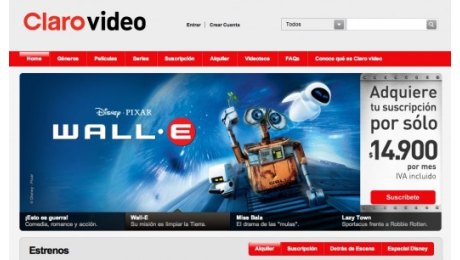 Claro video
Entrar | Crear Cuenta
Todos
Home Géneros Películas Series Suscripción Alquiler Videoteca FAQs Conoce qué es Claro video
Disney · PIXAR
WALL·E
Adquiere
tu suscripción
por sólo
$14.900
por mes
IVA incluido
Suscríbete
© Disney · Pixar
¡Esto es guerra! Wall-E Miss Bala Lazy Town
Comedia, romance y acción. Su misión es limpiar la Tierra. El drama de las "mulas". Sportacus frente a Robbie Rotten.
Estrenos Alquiler Suscripción Detrás de Escena Especial Disney